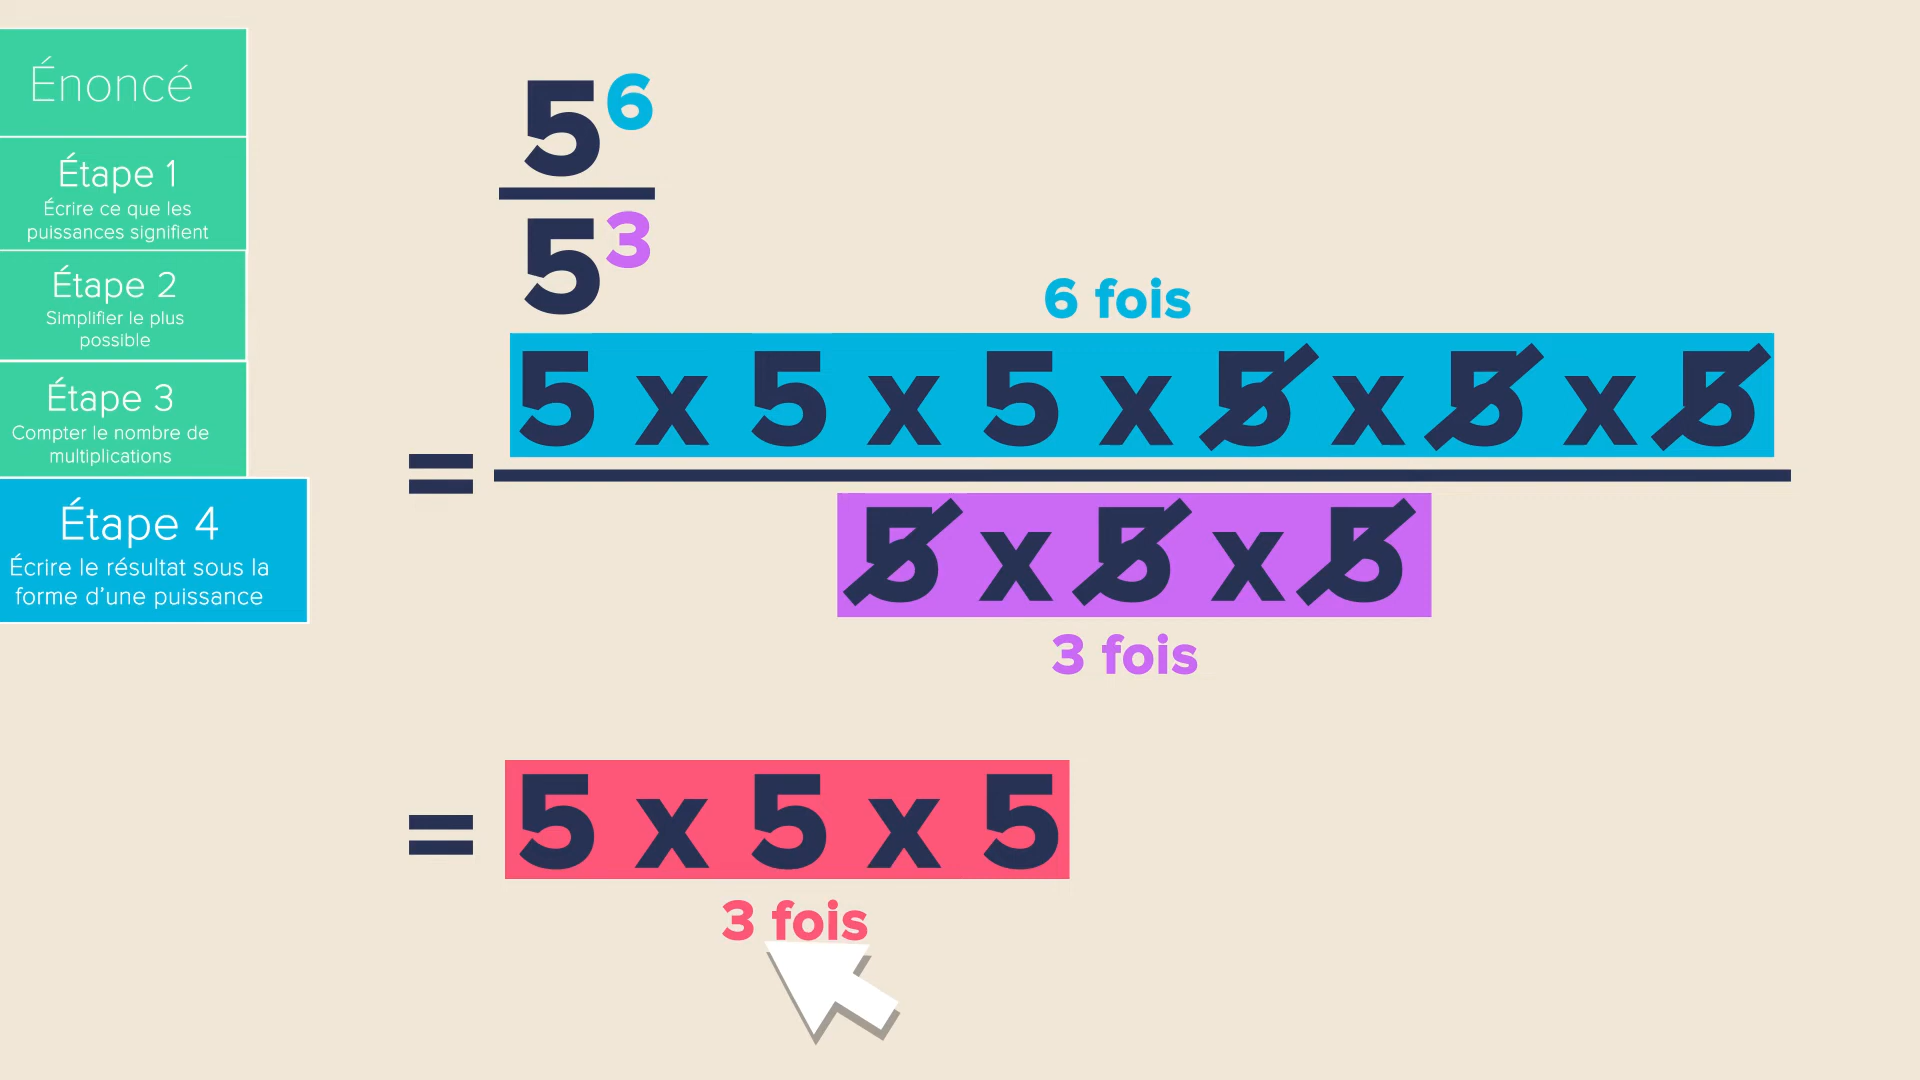 Énoncé
Étape 1
Écrire ce que les
puissances signifient
Étape 2
Simplifier le plus
possible
Étape 3
Compter le nombre de
multiplications
Étape 4
Écrire le résultat sous la
forme d’une puissance
5⁶
5³
6 fois
5 x 5 x 5 x 5 x 5 x 5
=
5 x 5 x 5
3 fois
= 5 x 5 x 5
3 fois